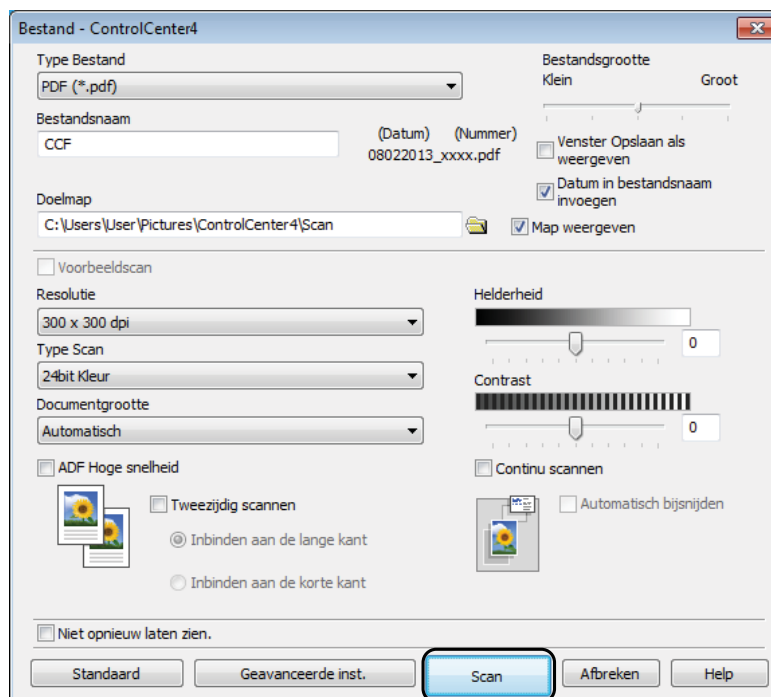 Bestand - ControlCenter4
Type Bestand
PDF (*.pdf)
Bestandsgrootte
Klein Groot
Bestandsnaam
CCF
(Datum) (Nummer)
08022013_xxxx.pdf
Venster Opslaan als
weergeven
Datum in bestandsnaam
invoegen
Doelmap
C:\Users\User\Pictures\ControlCenter4\Scan
Map weergeven
Voorbeeldscan
Resolutie
300 x 300 dpi
Type Scan
24bit Kleur
Documentgrootte
Automatisch
Helderheid
0
Contrast
0
ADF Hoge snelheid
Tweezijdig scannen
Inbinden aan de lange kant
Inbinden aan de korte kant
Continu scannen
Automatisch bijsnijden
Niet opnieuw laten zien.
Standaard Geavanceerde inst. Scan Afbreken Help